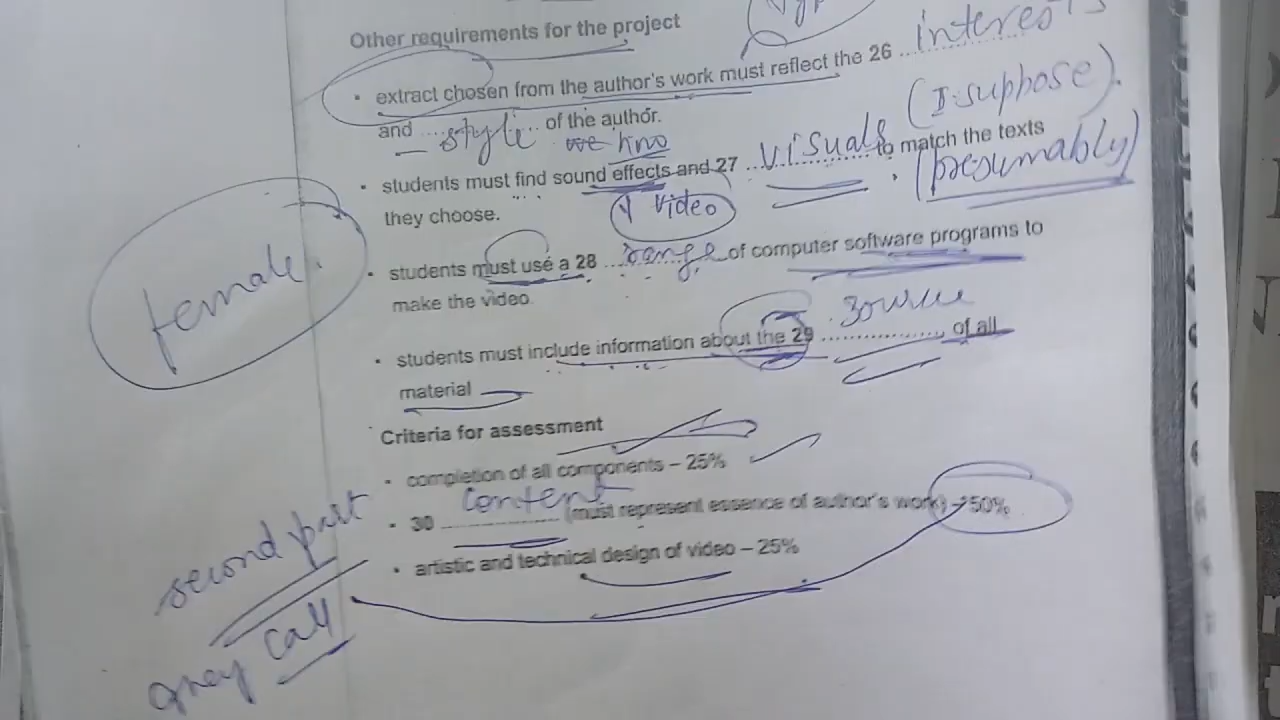 Other requirements for the project
• extract chosen from the author's work must reflect the 26 .......... interests
and .... style .... of the author. (I suppose).
we kno
• students must find sound effects and 27 .... visuals .... to match the texts
they choose. video (presumably)
female.
• students must use a 28 .... range .... of computer software programs to
make the video.
• students must include information about the 29 .... source .... of all
material
Criteria for assessment
• completion of all components – 25%
• 30 .... content .... (must represent essence of author's work) – 50%
• artistic and technical design of video – 25%
second part
call